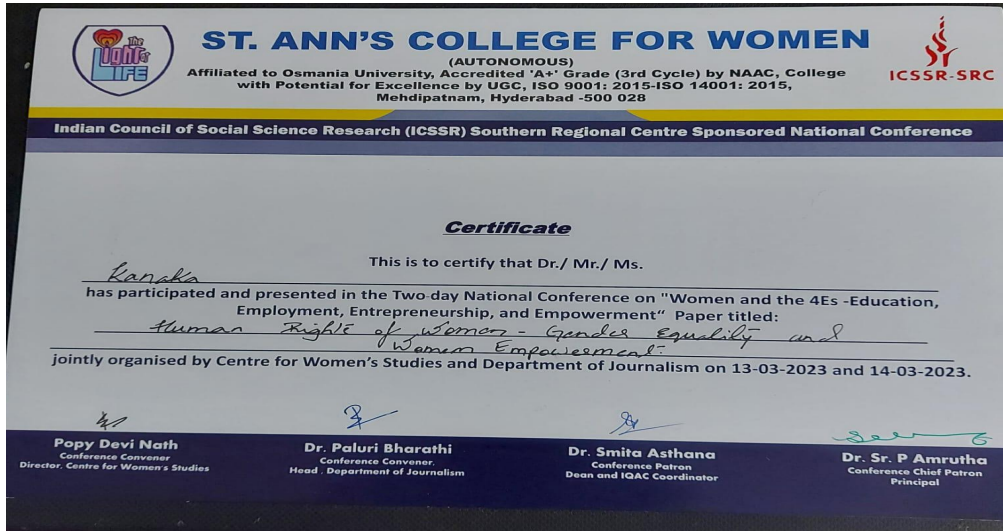 The
Light of
LIFE
ST. ANN'S COLLEGE FOR WOMEN
(AUTONOMOUS)
Affiliated to Osmania University, Accredited 'A+' Grade (3rd Cycle) by NAAC, College
with Potential for Excellence by UGC, ISO 9001: 2015-ISO 14001: 2015,
Mehdipatnam, Hyderabad -500 028
ICSSR-SRC
Indian Council of Social Science Research (ICSSR) Southern Regional Centre Sponsored National Conference
Certificate
This is to certify that Dr./ Mr./ Ms.
Kanaka
has participated and presented in the Two-day National Conference on "Women and the 4Es -Education,
Employment, Entrepreneurship, and Empowerment" Paper titled:
Human Rights of Women - Gender Equality and
Women Empowerment.
jointly organised by Centre for Women's Studies and Department of Journalism on 13-03-2023 and 14-03-2023.
Popy Devi Nath
Conference Convener
Director, Centre for Women's Studies
Dr. Paluri Bharathi
Conference Convener,
Head , Department of Journalism
Dr. Smita Asthana
Conference Patron
Dean and IQAC Coordinator
Dr. Sr. P Amrutha
Conference Chief Patron
Principal